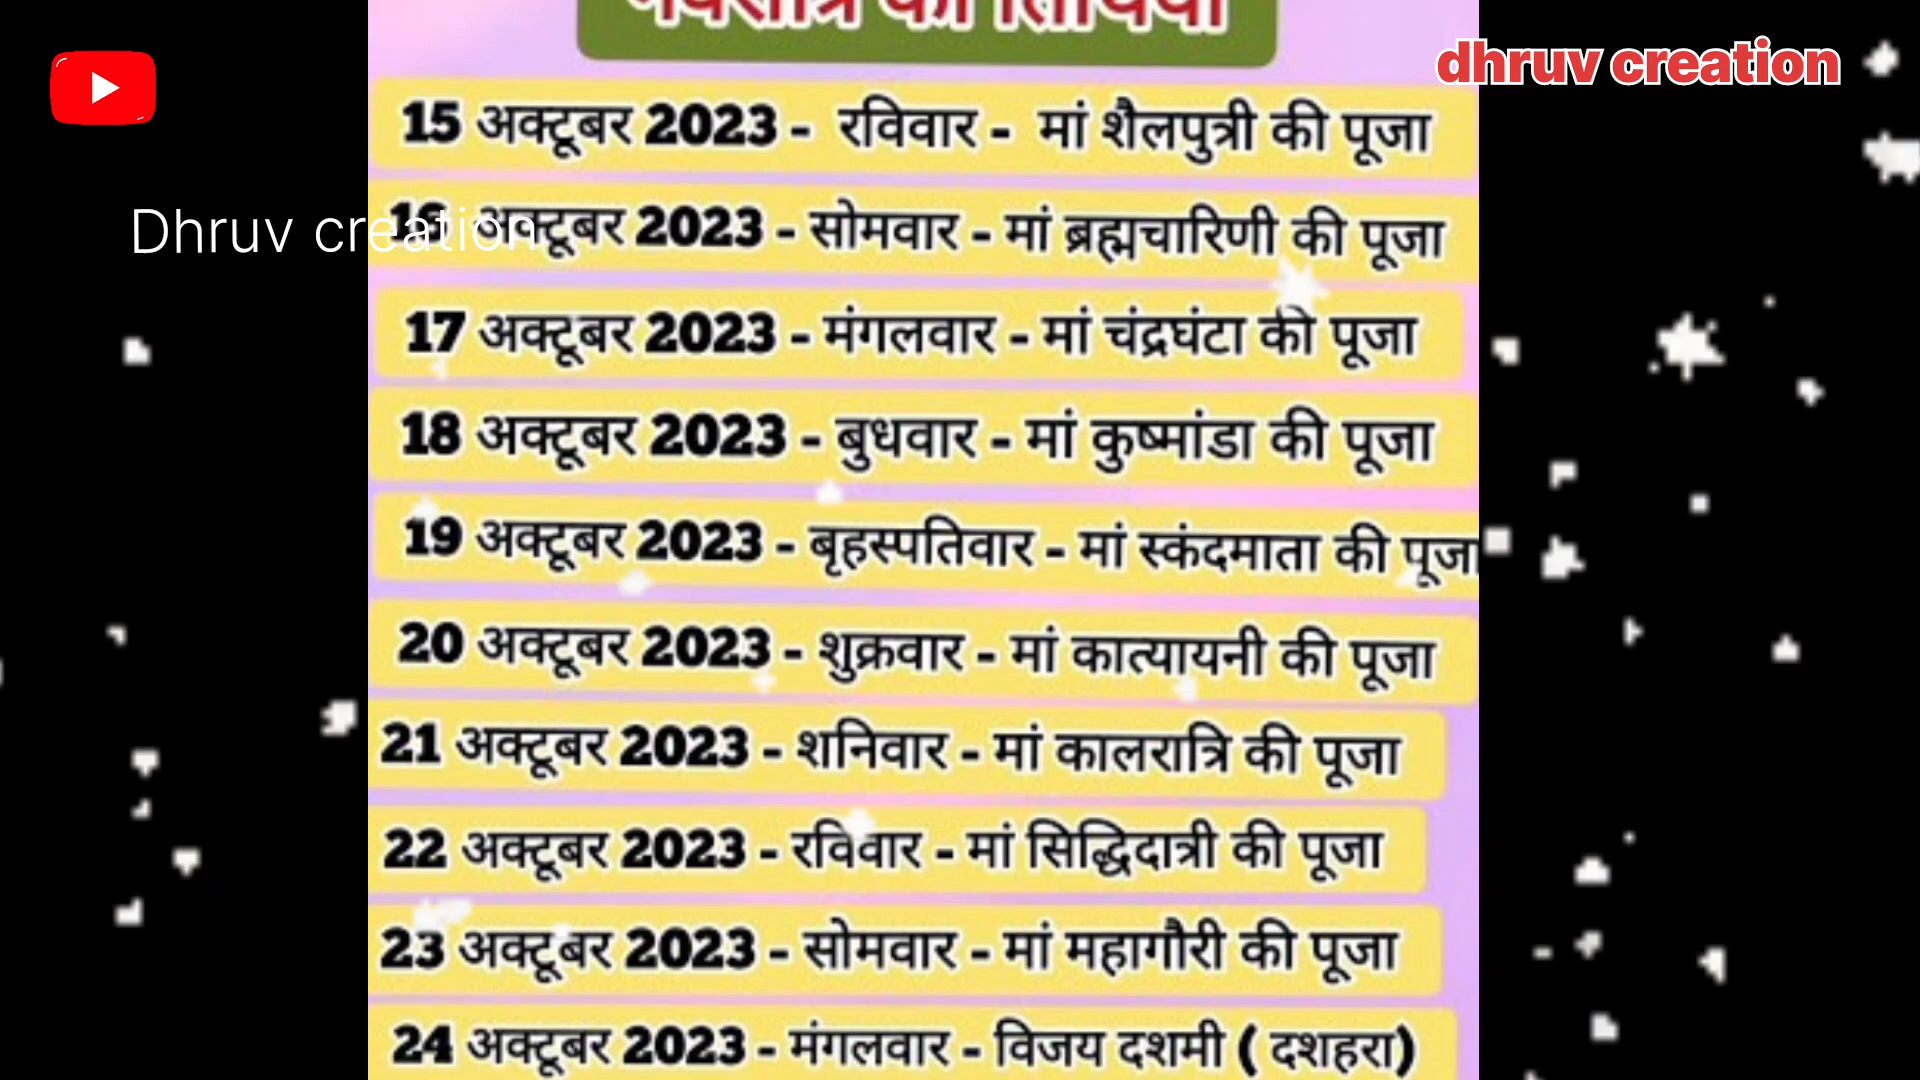 नवरात्रि की तिथियां
dhruv creation
15 अक्टूबर 2023 - रविवार - मां शैलपुत्री की पूजा
Dhruv creation
16 अक्टूबर 2023 - सोमवार - मां ब्रह्मचारिणी की पूजा
17 अक्टूबर 2023 - मंगलवार - मां चंद्रघंटा की पूजा
18 अक्टूबर 2023 - बुधवार - मां कुष्मांडा की पूजा
19 अक्टूबर 2023 - बृहस्पतिवार - मां स्कंदमाता की पूजा
20 अक्टूबर 2023 - शुक्रवार - मां कात्यायनी की पूजा
21 अक्टूबर 2023 - शनिवार - मां कालरात्रि की पूजा
22 अक्टूबर 2023 - रविवार - मां सिद्धिदात्री की पूजा
23 अक्टूबर 2023 - सोमवार - मां महागौरी की पूजा
24 अक्टूबर 2023 - मंगलवार - विजय दशमी ( दशहरा)